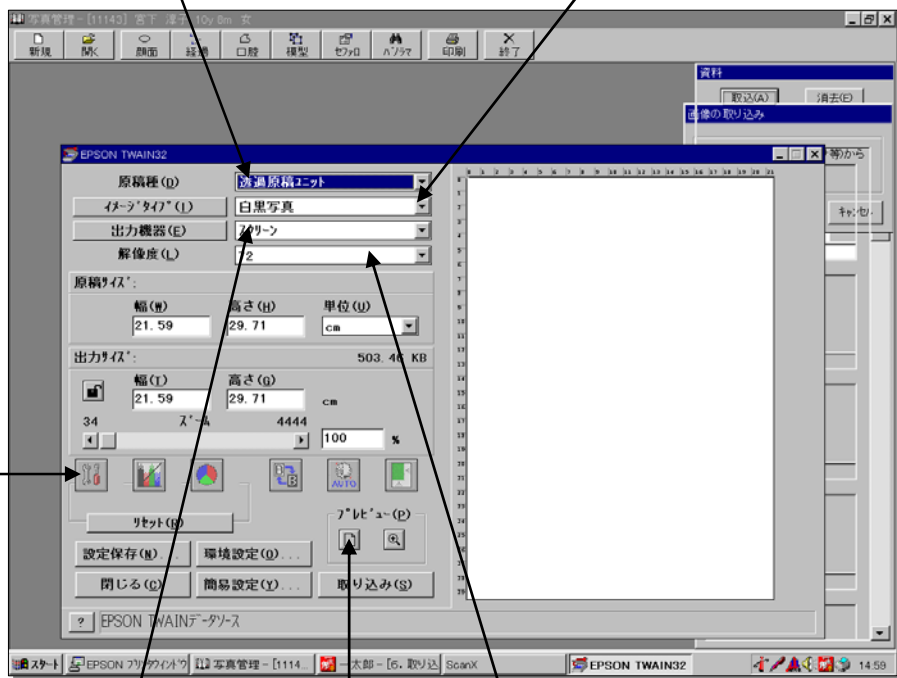 写真管理-[11143] 宮下 淳子 10y 0m 女
新規 開く 顔面 経過 口腔 模型 セファロ パノラマ 印刷 終了
資料
取込(A) 消去(E)
画像の取り込み
等)から
キャンセル
EPSON TWAIN32
原稿種(D) 透過原稿ユニット
イメージタイプ(I) 白黒写真
出力機器(E) スクリーン
解像度(L) 72
原稿サイズ:
幅(W) 高さ(H) 単位(U)
21.59 29.71 cm
出力サイズ: 503.46 KB
幅(T) 高さ(G)
21.59 29.71 cm
34 ズーム 4444
100 %
AUTO
リセット(R)
プレビュー(P)
設定保存(N)... 環境設定(O)...
閉じる(C) 簡易設定(Y)... 取り込み(S)
? EPSON TWAINデータソース
スタート EPSON プリンタウィンドウ 写真管理-[1114... 一太郎-[6. 取り込 ScanX EPSON TWAIN32 14:59